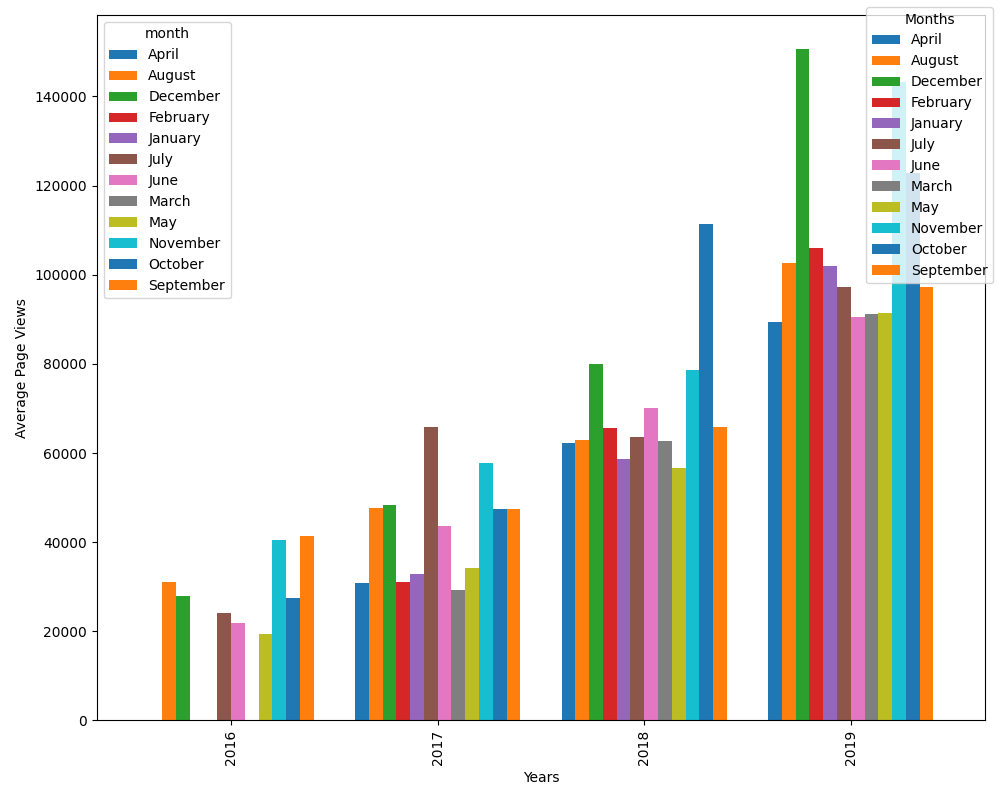 month
April
August
December
February
January
July
June
March
May
November
October
September
Months
April
August
December
February
January
July
June
March
May
November
October
September
Average Page Views
140000
120000
100000
80000
60000
40000
20000
0
2016
2017
2018
2019
Years